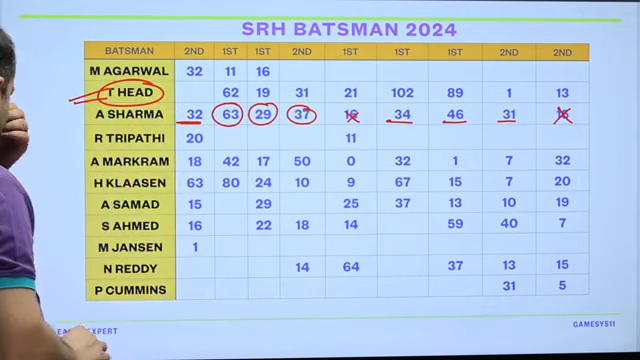 SRH BATSMAN 2024
BATSMAN 2ND 1ST 1ST 2ND 1ST 1ST 1ST 2ND 2ND
M AGARWAL 32 11 16
T HEAD 62 19 31 21 102 89 1 13
A SHARMA 32 63 29 37 16 34 46 31
R TRIPATHI 20 11
A MARKRAM 18 42 17 50 0 32 1 7 32
H KLAASEN 63 80 24 10 9 67 15 7 20
A SAMAD 15 29 25 37 13 10 19
S AHMED 16 22 18 14 59 40 7
M JANSEN 1
N REDDY 14 64 37 13 15
P CUMMINS 31 5
EXPERT GAMESYS11